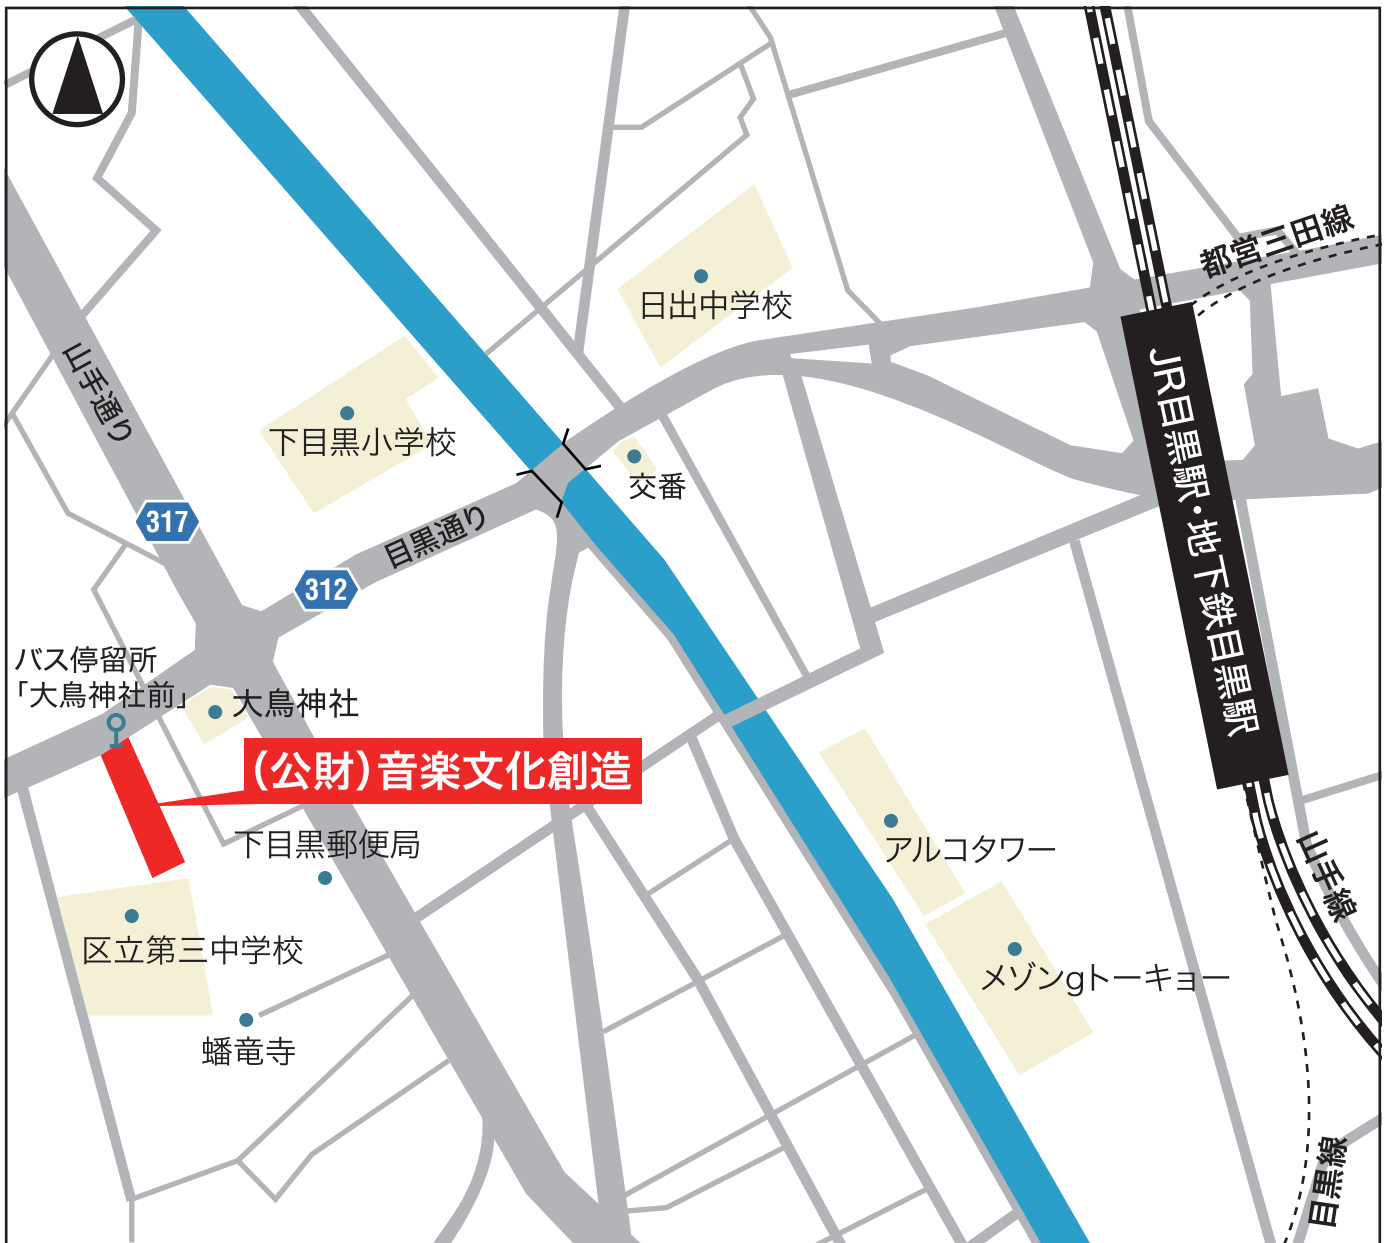 都営三田線
日出中学校
山手通り
JR目黒駅・地下鉄目黒駅
下目黒小学校
交番
目黒通り
317
312
バス停留所
「大鳥神社前」
大鳥神社
(公財)音楽文化創造
下目黒郵便局
アルコタワー
山手線
区立第三中学校
メゾンgトーキョー
蟠竜寺
目黒線